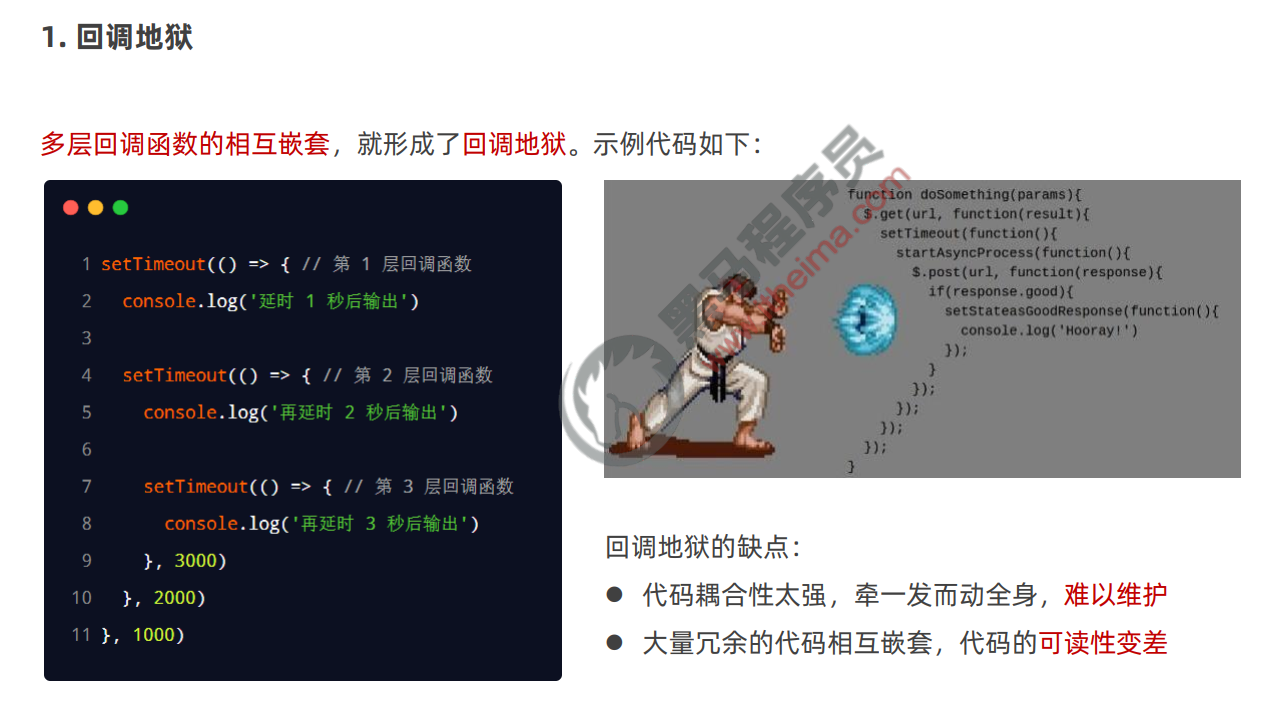 1. 回调地狱
多层回调函数的相互嵌套，就形成了回调地狱。示例代码如下：
1 setTimeout(() => { // 第 1 层回调函数
2 console.log('延时 1 秒后输出')
3
4 setTimeout(() => { // 第 2 层回调函数
5 console.log('再延时 2 秒后输出')
6
7 setTimeout(() => { // 第 3 层回调函数
8 console.log('再延时 3 秒后输出')
9 }, 3000)
10 }, 2000)
11 }, 1000)
function doSomething(params){
$.get(url, function(result){
setTimeout(function(){
startAsyncProcess(function(){
$.post(url, function(response){
if(response.good){
setStateasGoodResponse(function(){
console.log('Hooray!')
});
}
});
});
});
});
}
黑马程序员
www.itheima.com
回调地狱的缺点：
● 代码耦合性太强，牵一发而动全身，难以维护
● 大量冗余的代码相互嵌套，代码的可读性变差